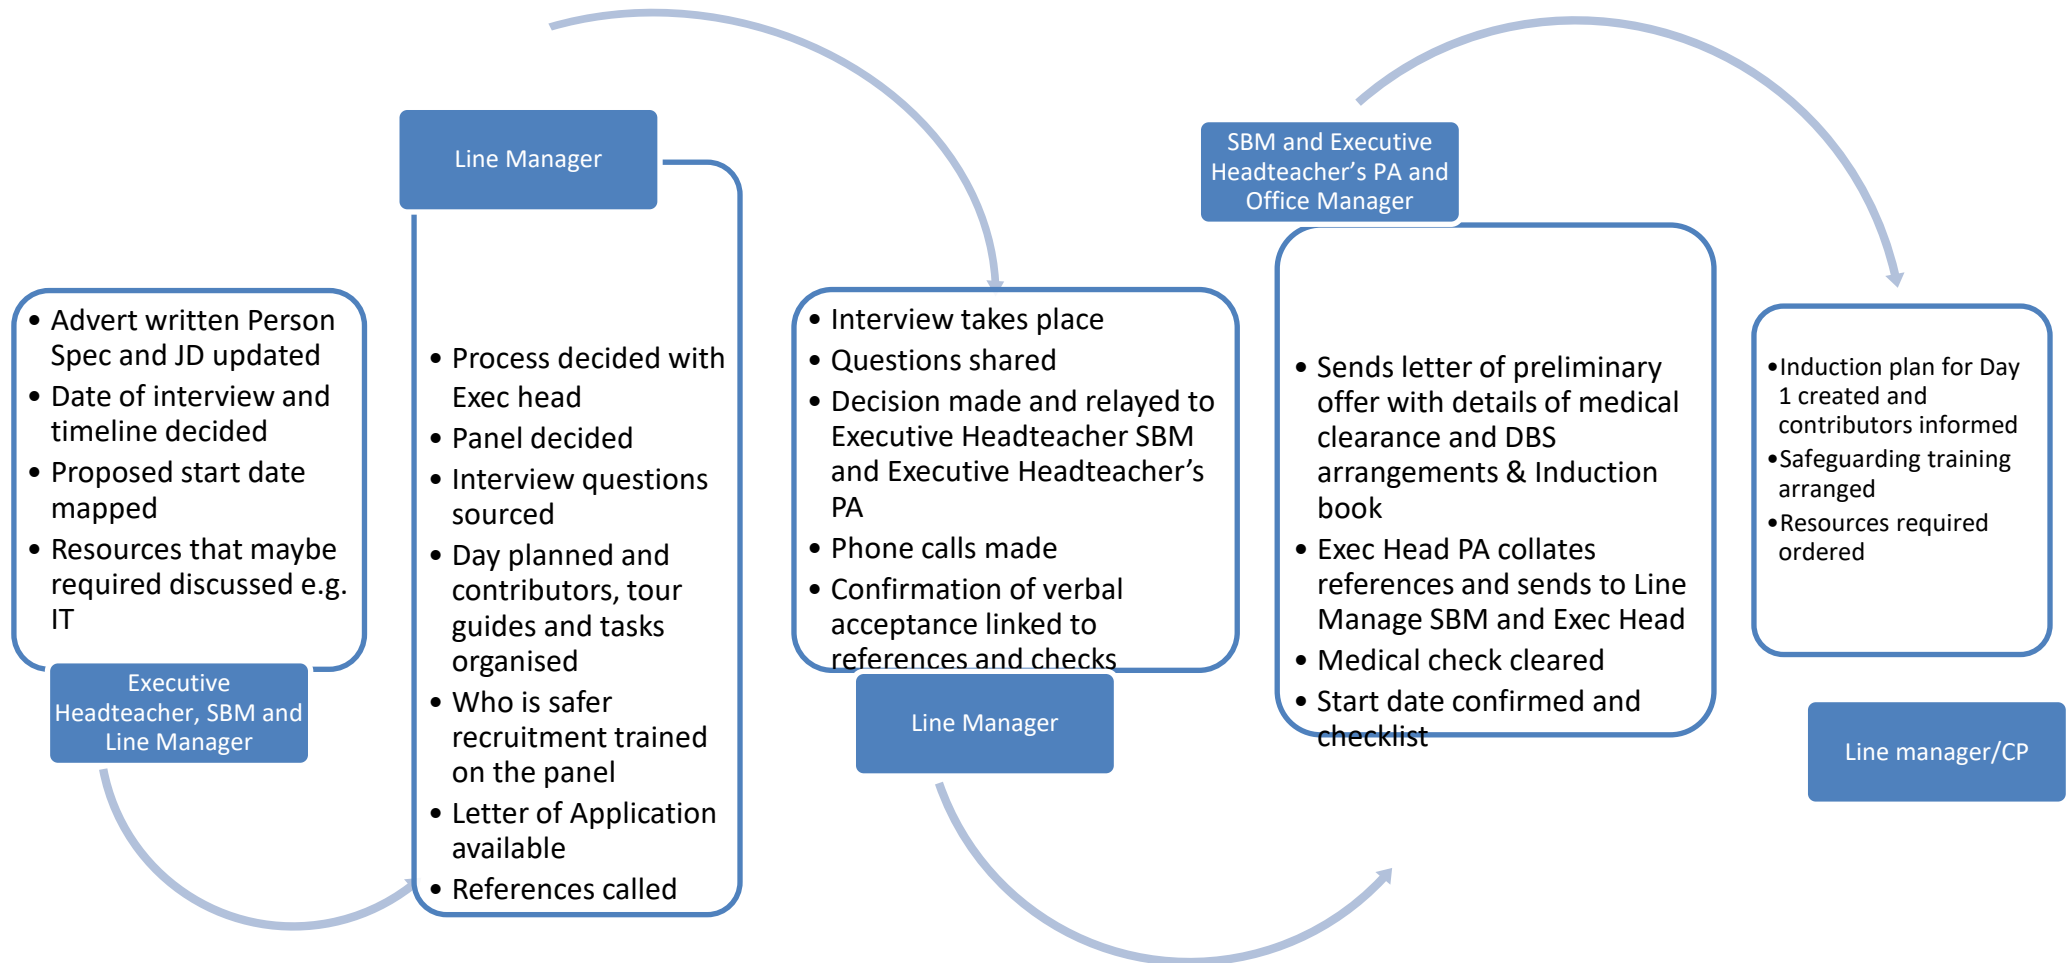 • Advert written Person
Spec and JD updated
• Date of interview and
timeline decided
• Proposed start date
mapped
• Resources that maybe
required discussed e.g.
IT
Executive
Headteacher, SBM and
Line Manager
Line Manager
• Process decided with
Exec head
• Panel decided
• Interview questions
sourced
• Day planned and
contributors, tour
guides and tasks
organised
• Who is safer
recruitment trained
on the panel
• Letter of Application
available
• References called
• Interview takes place
• Questions shared
• Decision made and relayed to
Executive Headteacher SBM
and Executive Headteacher’s
PA
• Phone calls made
• Confirmation of verbal
acceptance linked to
references and checks
Line Manager
SBM and Executive
Headteacher’s PA and
Office Manager
• Sends letter of preliminary
offer with details of medical
clearance and DBS
arrangements & Induction
book
• Exec Head PA collates
references and sends to Line
Manage SBM and Exec Head
• Medical check cleared
• Start date confirmed and
checklist
•Induction plan for Day
1 created and
contributors informed
•Safeguarding training
arranged
•Resources required
ordered
Line manager/CP